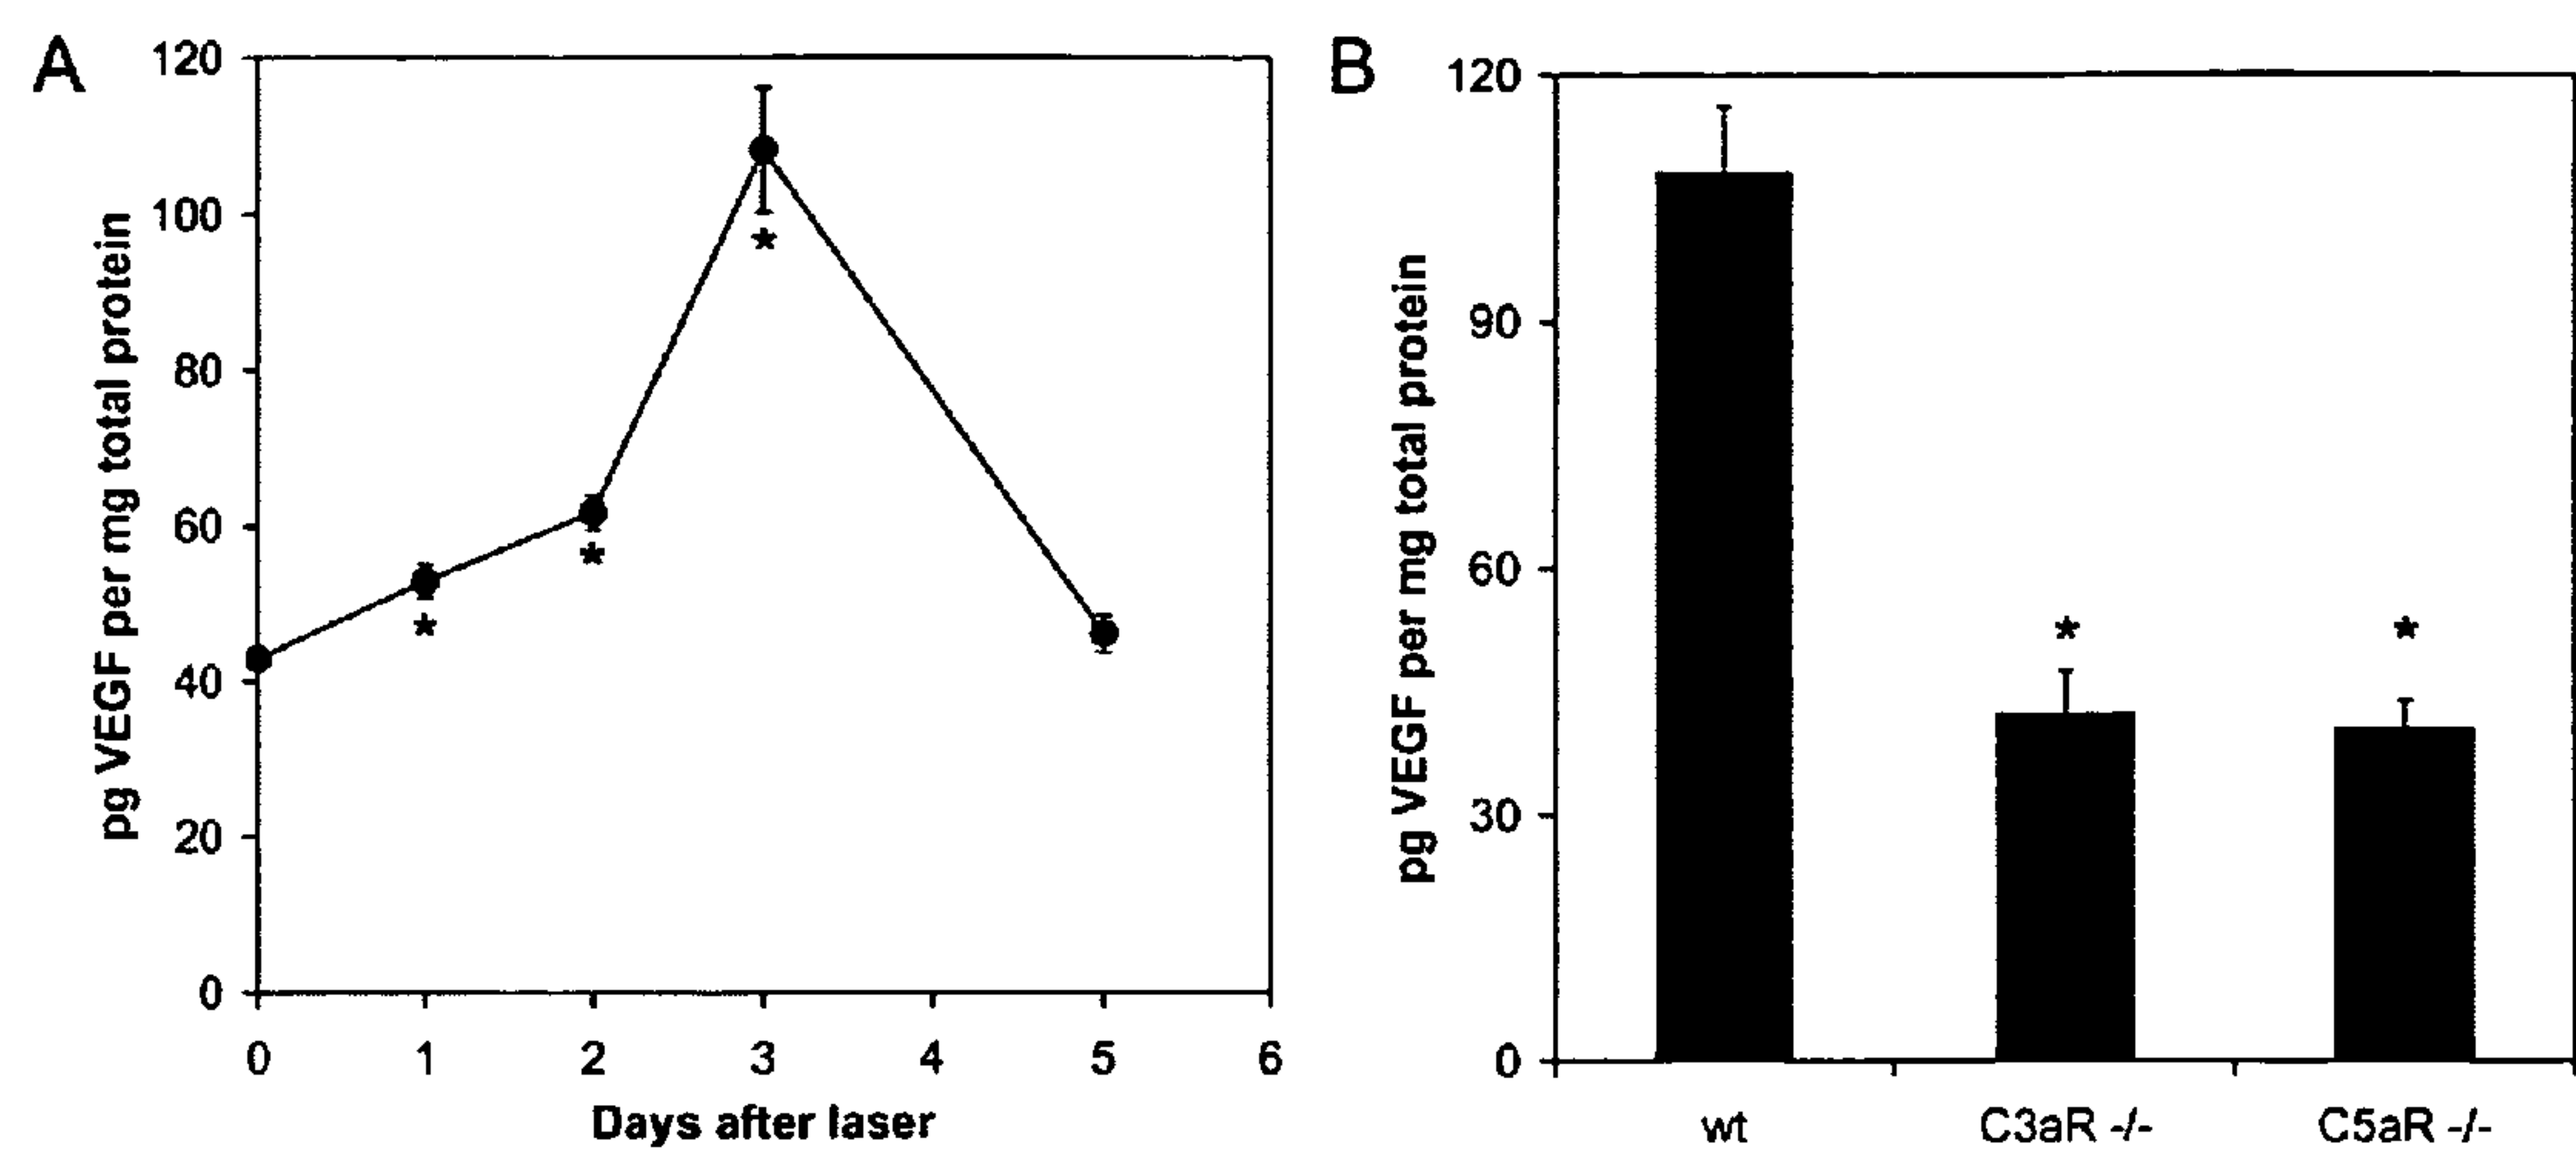 A
pg VEGF per mg total protein
120
100
80
60
40
20
0
*
*
*
0 1 2 3 4 5 6
Days after laser
B
pg VEGF per mg total protein
120
90
60
30
0
* *
wt C3aR -/- C5aR -/-